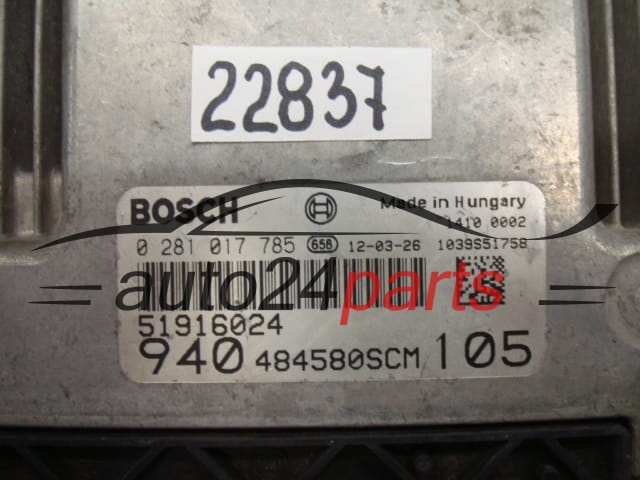 22837
BOSCH Made in Hungary
1410 0002
0 281 017 785 658 12-03-26 1039S51758
auto24parts
51916024
940 484580SCM 105